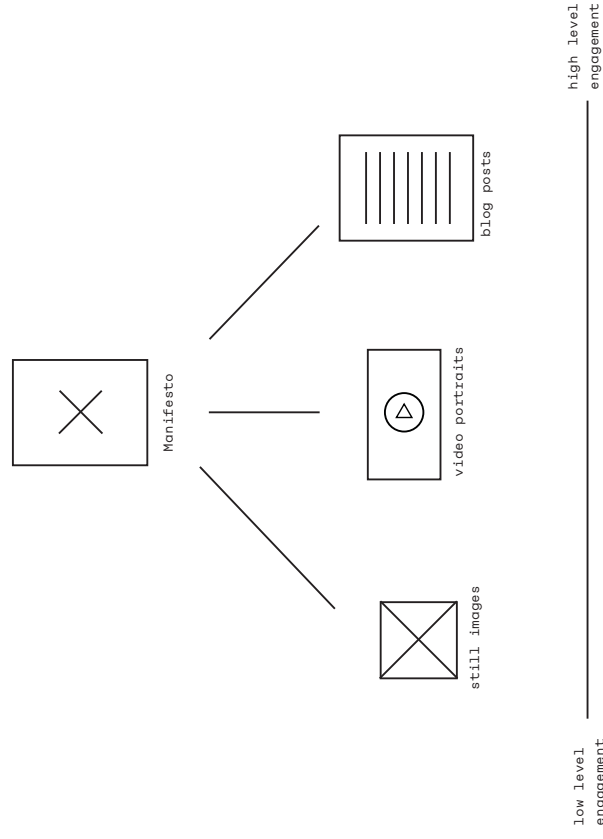 Manifesto
still images
video portraits
blog posts
low level
engagement
high level
engagement